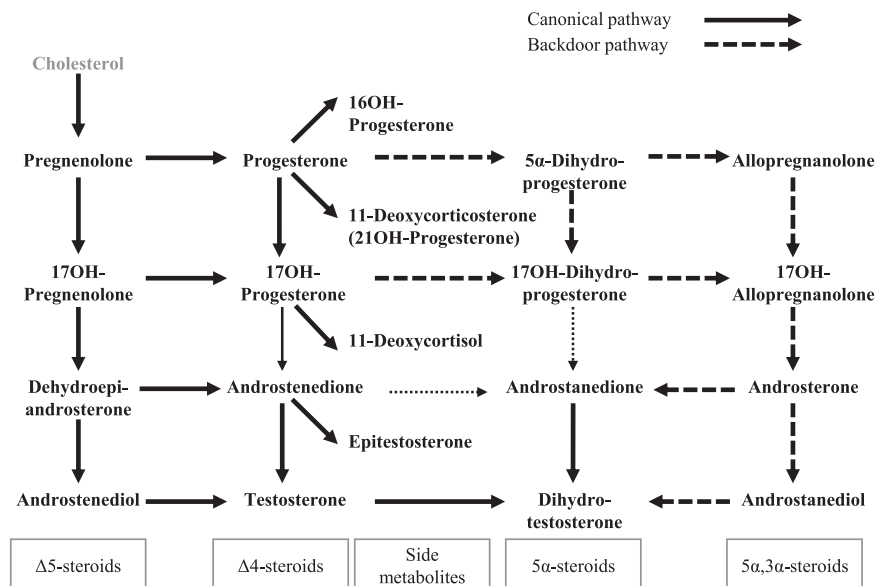 Canonical pathway
Backdoor pathway
Cholesterol
16OH-
Progesterone
Pregnenolone
Progesterone
5α-Dihydro-
progesterone
Allopregnanolone
11-Deoxycorticosterone
(21OH-Progesterone)
17OH-
Pregnenolone
17OH-
Progesterone
17OH-Dihydro-
progesterone
17OH-
Allopregnanolone
11-Deoxycortisol
Dehydroepi-
androsterone
Androstenedione
Androstanedione
Androsterone
Epitestosterone
Androstenediol
Testosterone
Dihydro-
testosterone
Androstanediol
Δ5-steroids
Δ4-steroids
Side
metabolites
5α-steroids
5α,3α-steroids